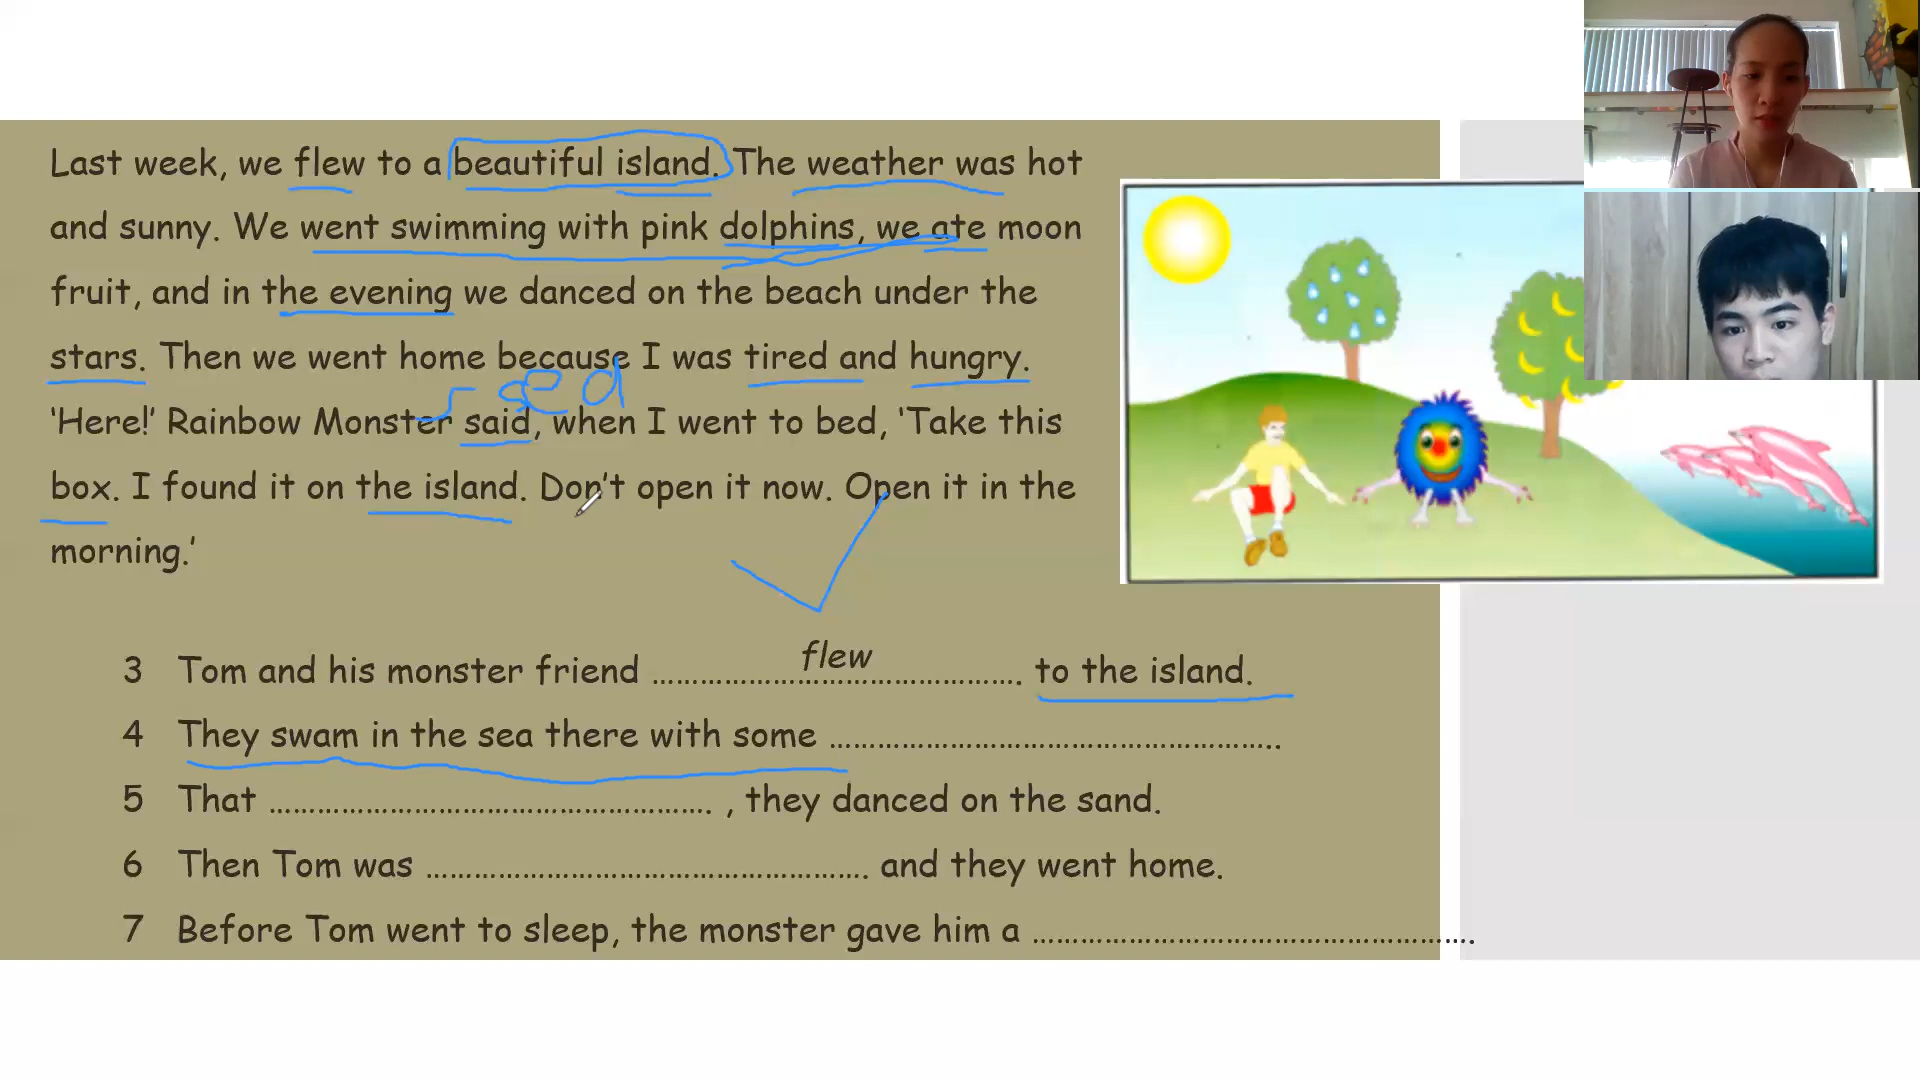 Last week, we flew to a beautiful island. The weather was hot
and sunny. We went swimming with pink dolphins, we ate moon
fruit, and in the evening we danced on the beach under the
stars. Then we went home because I was tired and hungry.
‘Here!’ Rainbow Monster said, when I went to bed, ‘Take this
box. I found it on the island. Don’t open it now. Open it in the
morning.’
flew
3 Tom and his monster friend ……………………………………. to the island.
4 They swam in the sea there with some ……………………………………………..
5 That ……………………………………………. , they danced on the sand.
6 Then Tom was ……………………………………………. and they went home.
7 Before Tom went to sleep, the monster gave him a …………………………………………….